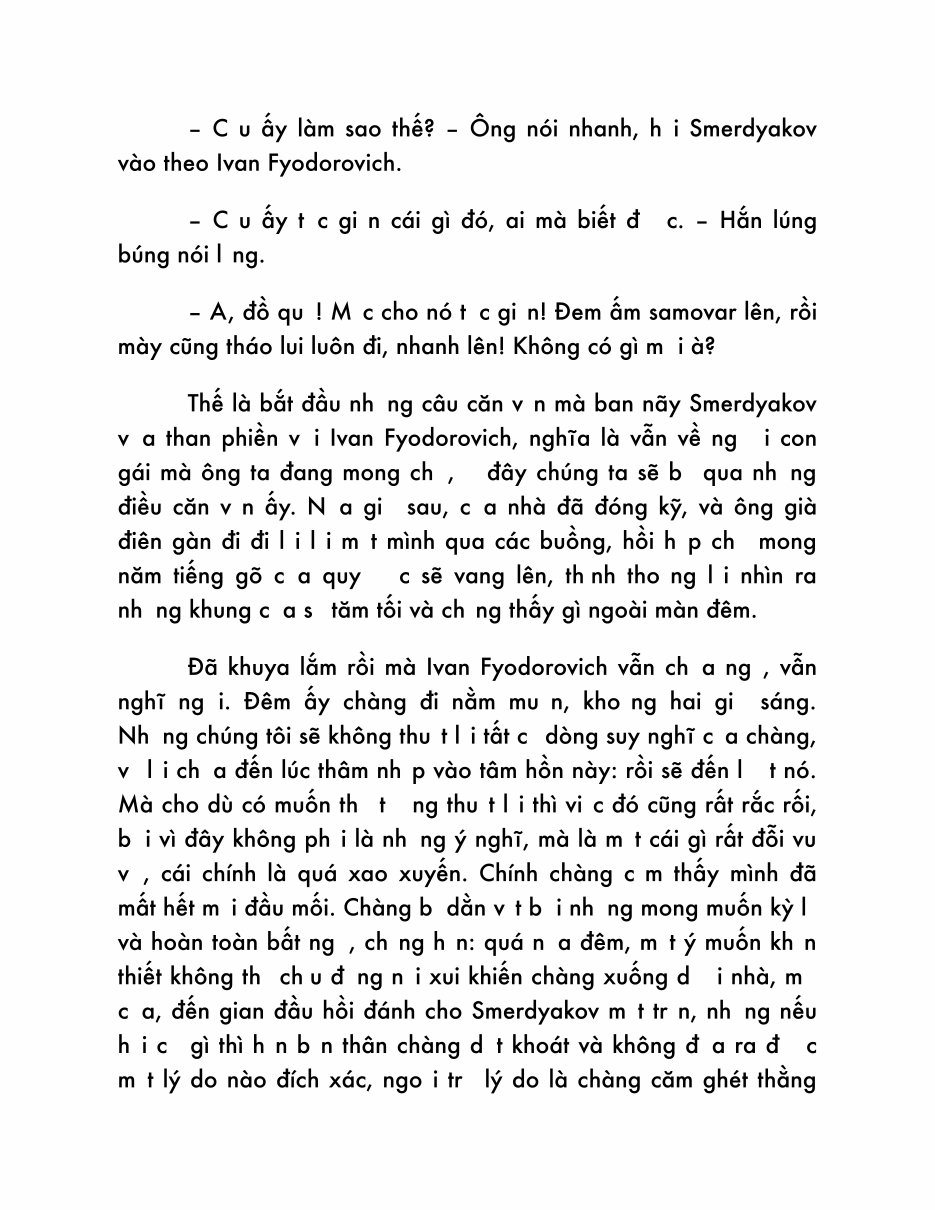 – C u ấy làm sao thế? – Ông nói nhanh, h i Smerdyakov
vào theo Ivan Fyodorovich.
– C u ấy t c gi n cái gì đó, ai mà biết đ c. – Hắn lúng
búng nói l ng.
– A, đồ qu ! M c cho nó t c gi n! Đem ấm samovar lên, rồi
mày cũng tháo lui luôn đi, nhanh lên! Không có gì m i à?
Thế là bắt đầu nh ng câu căn v n mà ban nãy Smerdyakov
v a than phiền v i Ivan Fyodorovich, nghĩa là vẫn về ng i con
gái mà ông ta đang mong ch , đây chúng ta sẽ b qua nh ng
điều căn v n ấy. N a gi sau, c a nhà đã đóng kỹ, và ông già
điên gàn đi đi l i l i m t mình qua các buồng, hồi h p ch mong
năm tiếng gõ c a quy c sẽ vang lên, th nh tho ng l i nhìn ra
nh ng khung c a s tăm tối và ch ng thấy gì ngoài màn đêm.
Đã khuya lắm rồi mà Ivan Fyodorovich vẫn ch a ng , vẫn
nghĩ ng i. Đêm ấy chàng đi nằm mu n, kho ng hai gi sáng.
Nh ng chúng tôi sẽ không thu t l i tất c dòng suy nghĩ c a chàng,
v l i ch a đến lúc thâm nh p vào tâm hồn này: rồi sẽ đến l t nó.
Mà cho dù có muốn th t ng thu t l i thì vi c đó cũng rất rắc rối,
b i vì đây không ph i là nh ng ý nghĩ, mà là m t cái gì rất đỗi vu
v , cái chính là quá xao xuyến. Chính chàng c m thấy mình đã
mất hết m i đầu mối. Chàng b dằn v t b i nh ng mong muốn kỳ l
và hoàn toàn bất ng , ch ng h n: quá n a đêm, m t ý muốn kh n
thiết không th ch u đ ng n i xui khiến chàng xuống d i nhà, m
c a, đến gian đầu hồi đánh cho Smerdyakov m t tr n, nh ng nếu
h i c gì thì h n b n thân chàng d t khoát và không đ a ra đ c
m t lý do nào đích xác, ngo i tr lý do là chàng căm ghét thằng